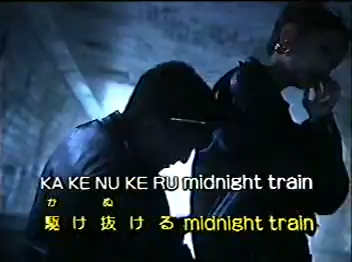 KA KE NU KE RU midnight train
か ぬ
駆け抜ける midnight train